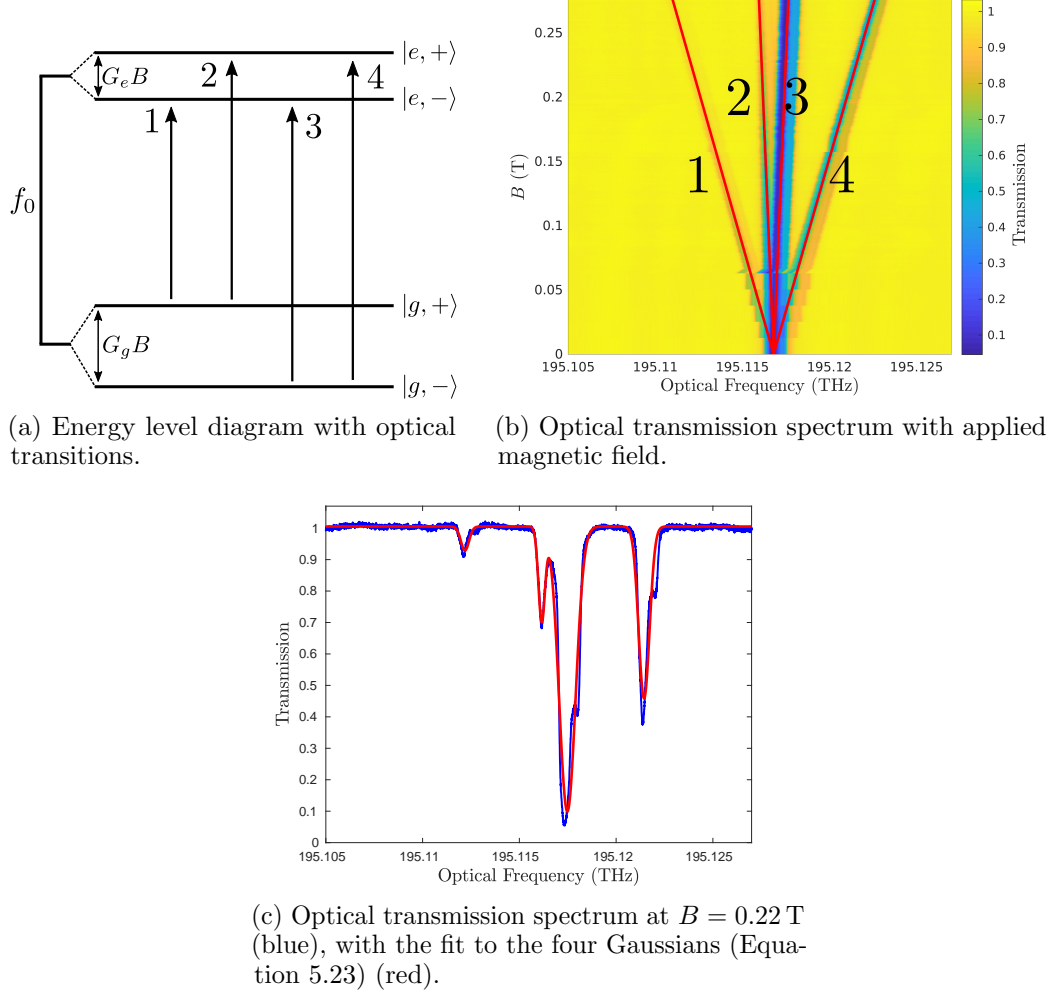 |e, +⟩
G_e B
2
4
|e, −⟩
1
3
f_0
|g, +⟩
G_g B
|g, −⟩
(a) Energy level diagram with optical
transitions.
0.25
0.2
0.15
0.1
0.05
0
B (T)
2
3
1
4
195.105
195.11
195.115
195.12
195.125
Optical Frequency (THz)
1
0.9
0.8
0.7
0.6
0.5
0.4
0.3
0.2
0.1
Transmission
(b) Optical transmission spectrum with applied
magnetic field.
1
0.9
0.8
0.7
0.6
0.5
0.4
0.3
0.2
0.1
0
Transmission
195.105
195.11
195.115
195.12
195.125
Optical Frequency (THz)
(c) Optical transmission spectrum at B = 0.22 T
(blue), with the fit to the four Gaussians (Equa-
tion 5.23) (red).